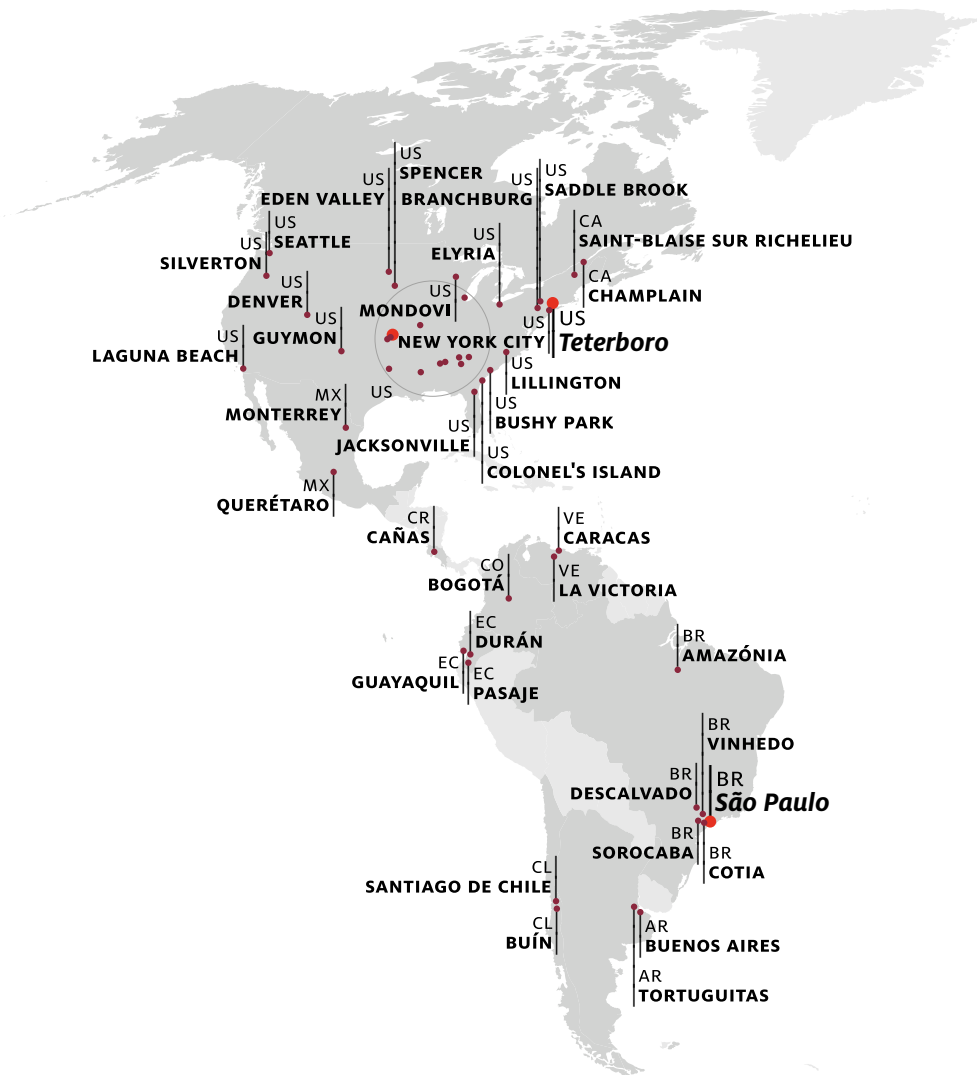 US
SPENCER
US
EDEN VALLEY
US
BRANCHBURG
US
SADDLE BROOK
US
SEATTLE
US
SILVERTON
US
ELYRIA
CA
SAINT-BLAISE SUR RICHELIEU
CA
CHAMPLAIN
US
DENVER
US
MONDOVI
US
GUYMON
US
NEW YORK CITY
US
Teterboro
US
LAGUNA BEACH
US
LILLINGTON
US
MX
MONTERREY
US
BUSHY PARK
US
JACKSONVILLE
US
COLONEL'S ISLAND
MX
QUERÉTARO
CR
CAÑAS
VE
CARACAS
CO
BOGOTÁ
VE
LA VICTORIA
EC
DURÁN
BR
AMAZÓNIA
EC
GUAYAQUIL
EC
PASAJE
BR
VINHEDO
BR
DESCALVADO
BR
São Paulo
BR
SOROCABA
BR
COTIA
CL
SANTIAGO DE CHILE
CL
BUÍN
AR
BUENOS AIRES
AR
TORTUGUITAS